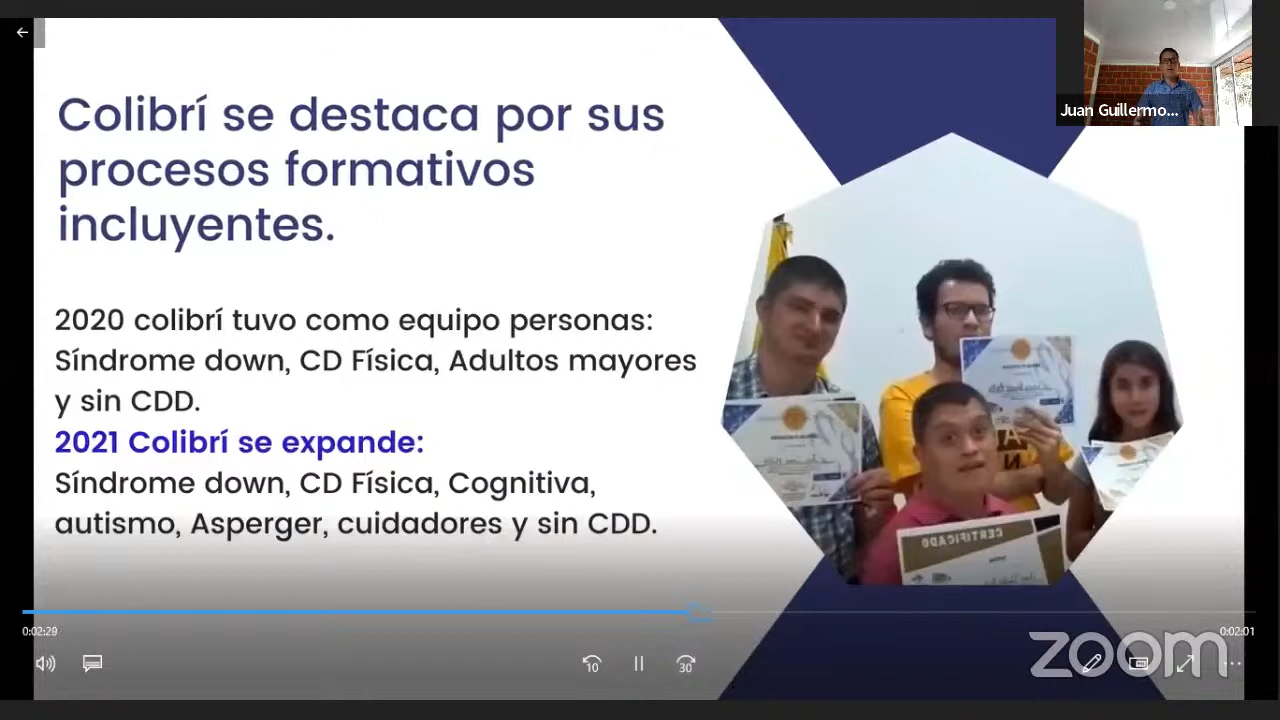 Colibrí se destaca por sus
procesos formativos
incluyentes.
2020 colibrí tuvo como equipo personas:
Síndrome down, CD Física, Adultos mayores
y sin CDD.
2021 Colibrí se expande:
Síndrome down, CD Física, Cognitiva,
autismo, Asperger, cuidadores y sin CDD.
Juan Guillermo...
CERTIFICADO
0:02:29
0:02:01
10
30
zoom